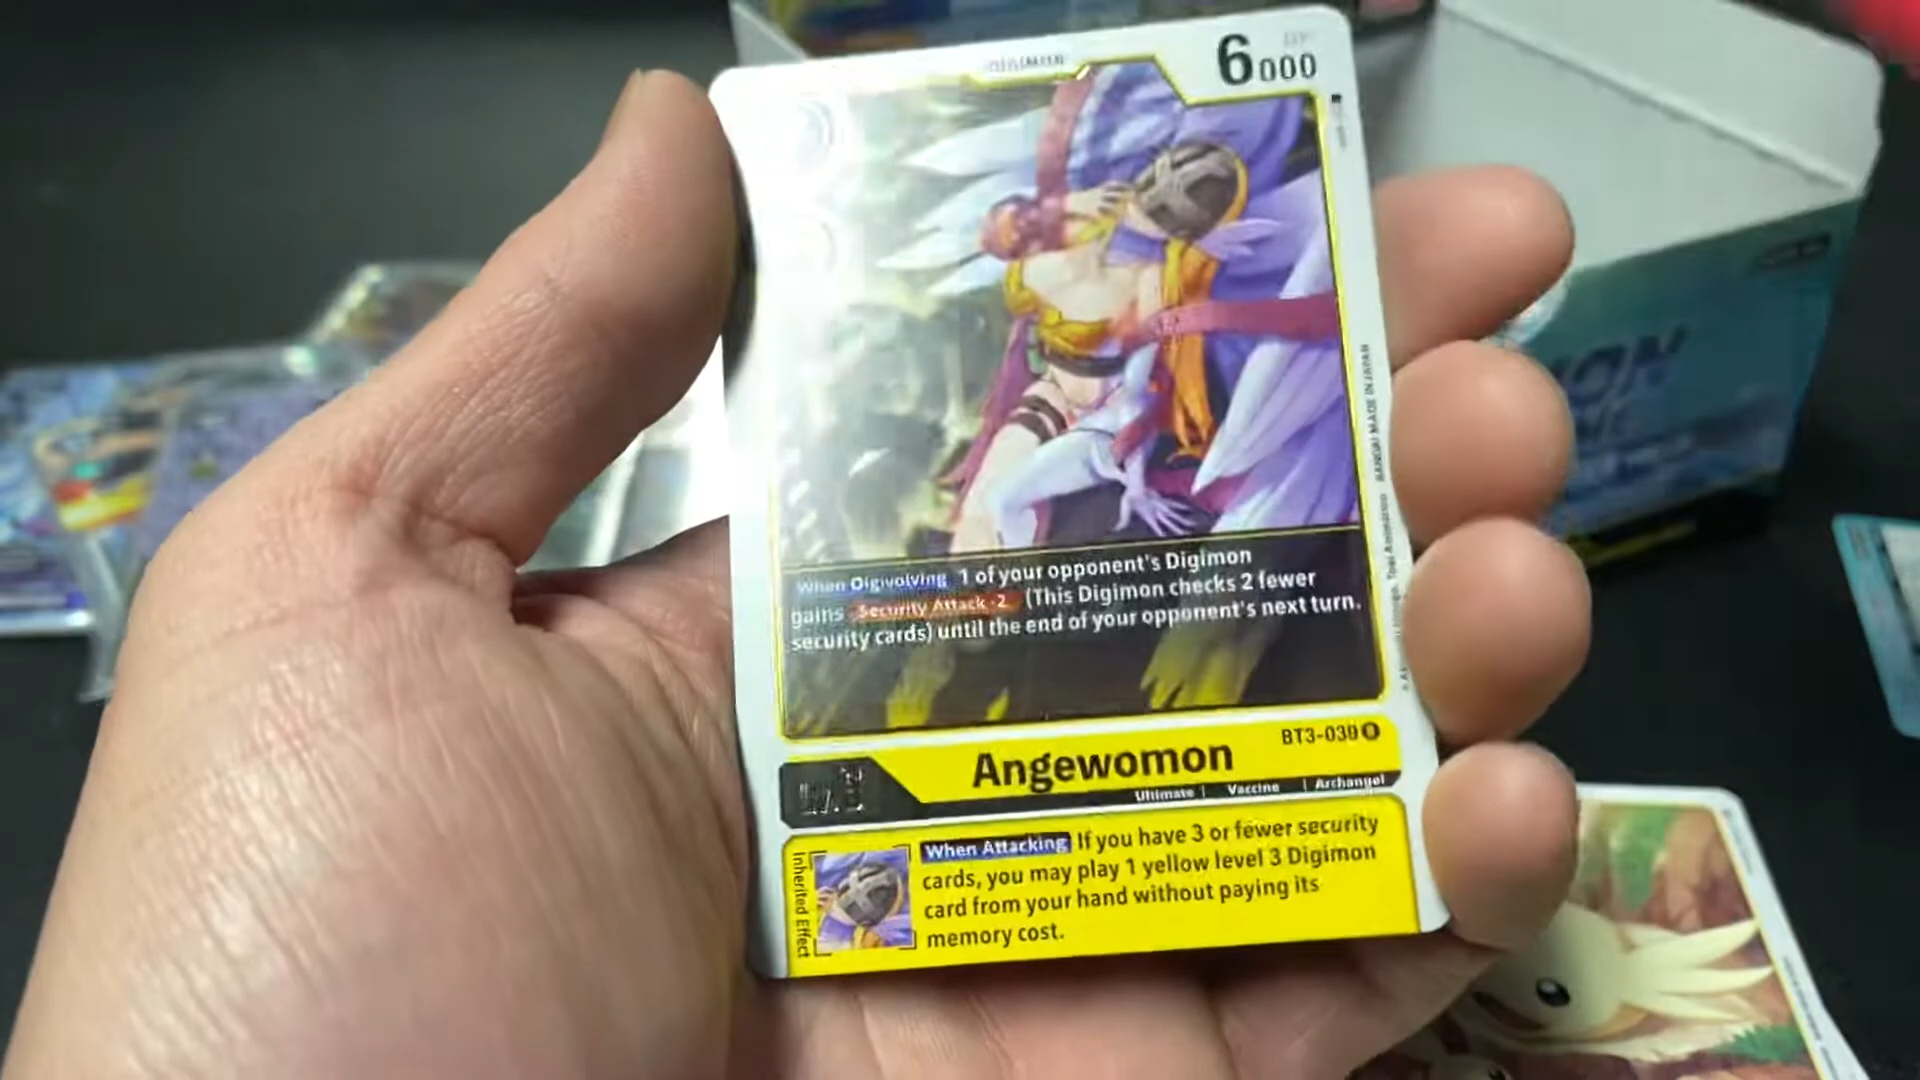 DIGIMON
DP
6000
When Digivolving 1 of your opponent's Digimon
gains Security Attack -2 (This Digimon checks 2 fewer
security cards) until the end of your opponent's next turn.
BANDAI MADE IN JAPAN
BT3-039 R
Angewomon
Ultimate | Vaccine | Archangel
Inherited Effect
When Attacking If you have 3 or fewer security
cards, you may play 1 yellow level 3 Digimon
card from your hand without paying its
memory cost.